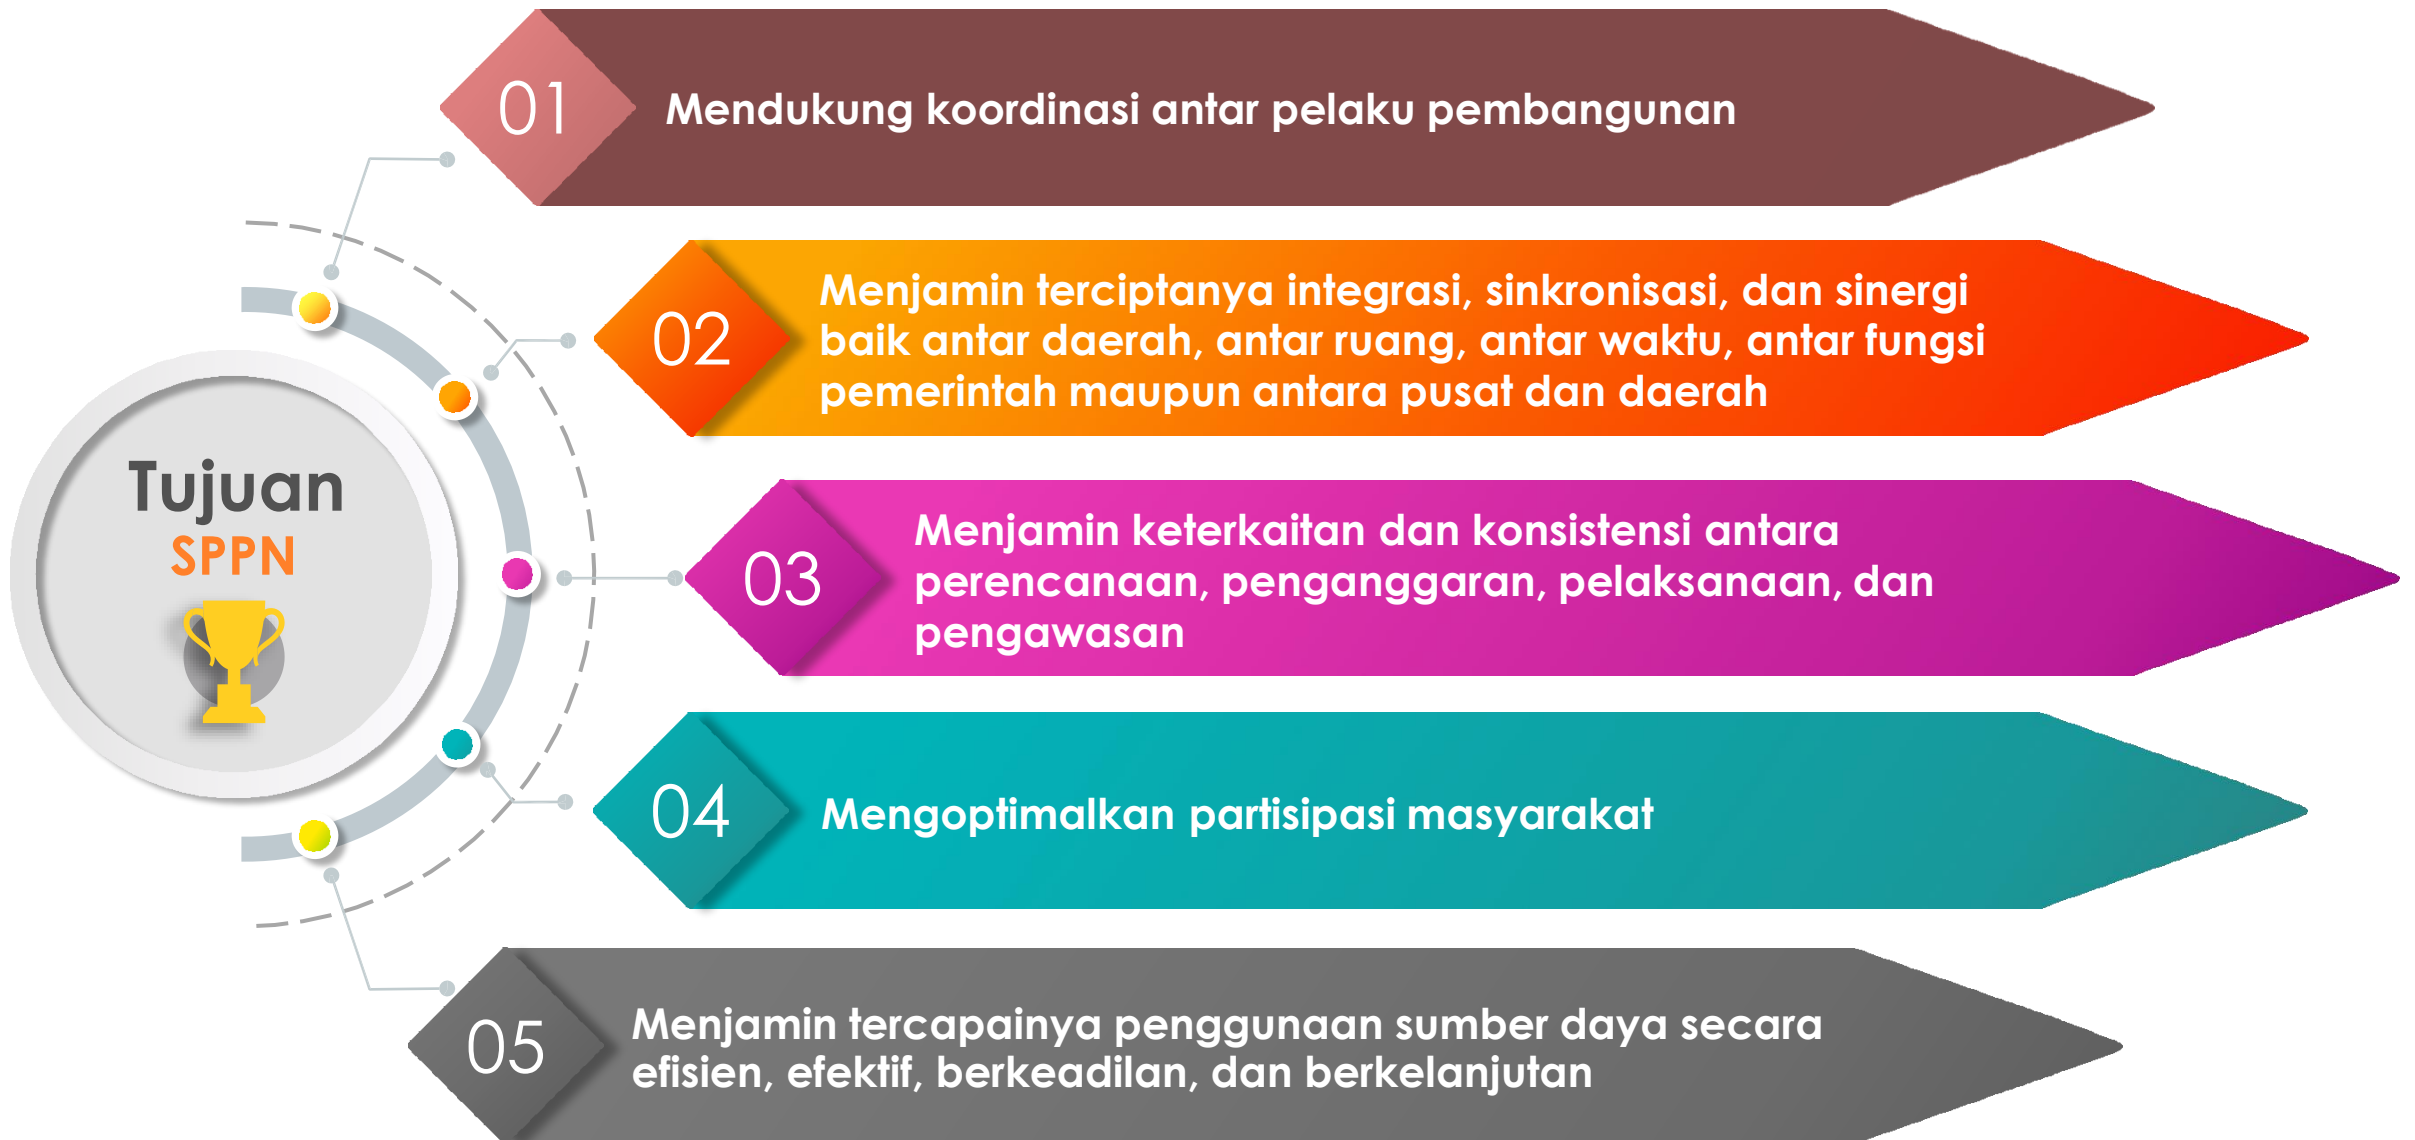 Tujuan
SPPN
01
Mendukung koordinasi antar pelaku pembangunan
02
Menjamin terciptanya integrasi, sinkronisasi, dan sinergi
baik antar daerah, antar ruang, antar waktu, antar fungsi
pemerintah maupun antara pusat dan daerah
03
Menjamin keterkaitan dan konsistensi antara
perencanaan, penganggaran, pelaksanaan, dan
pengawasan
04
Mengoptimalkan partisipasi masyarakat
05
Menjamin tercapainya penggunaan sumber daya secara
efisien, efektif, berkeadilan, dan berkelanjutan